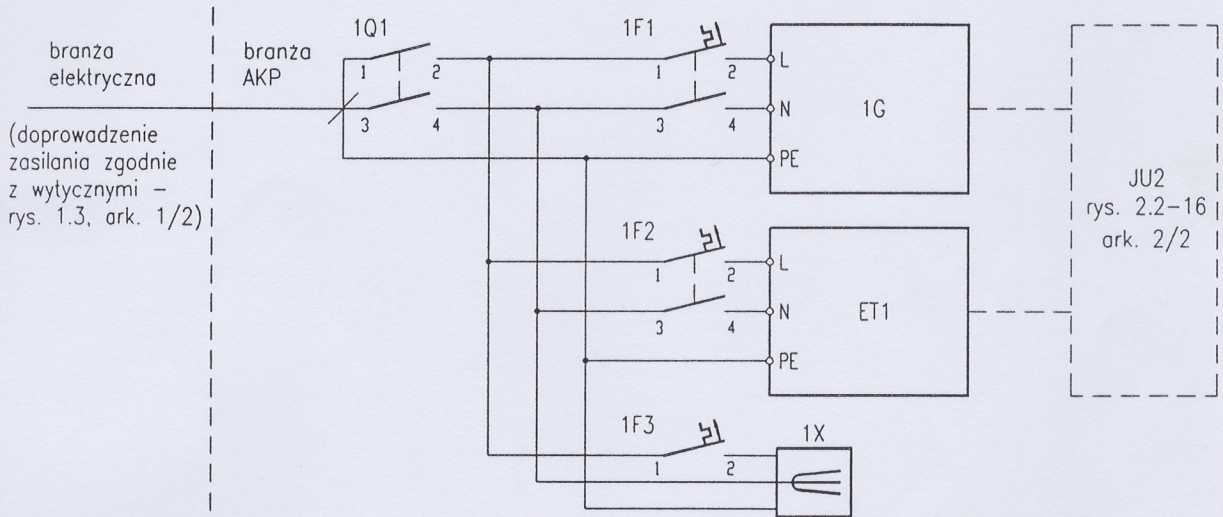 branża
elektryczna
branża
AKP
(doprowadzenie
zasilania zgodnie
z wytycznymi –
rys. 1.3, ark. 1/2)
1Q1
1 2
3 4
1F1
1 2
3 4
L
N
PE
1G
1F2
1 2
3 4
L
N
PE
ET1
1F3
1 2
1X
JU2
rys. 2.2–16
ark. 2/2